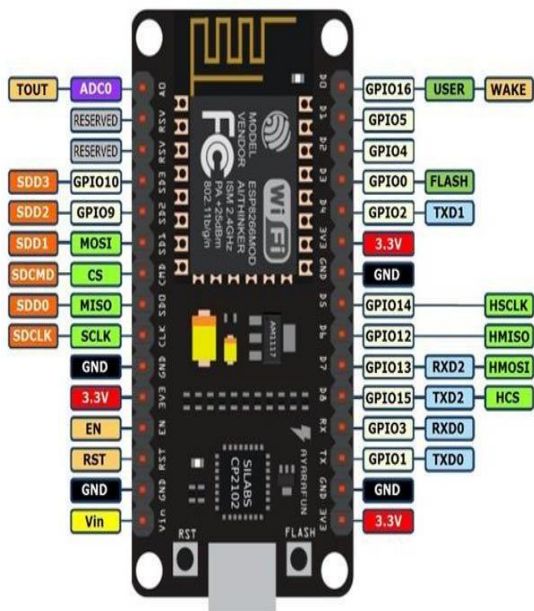 TOUT ADC0 A0 D0 GPIO16 USER WAKE
RESERVED RSV D1 GPIO5
RESERVED RSV D2 GPIO4
SDD3 GPIO10 SD3 D3 GPIO0 FLASH
SDD2 GPIO9 SD2 D4 GPIO2 TXD1
SDD1 MOSI SD1 3V3 3.3V
SDCMD CS CMD GND GND
SDD0 MISO SD0 D5 GPIO14 HSCLK
SDCLK SCLK CLK D6 GPIO12 HMISO
GND GND D7 GPIO13 RXD2 HMOSI
3.3V 3V3 D8 GPIO15 TXD2 HCS
EN EN RX GPIO3 RXD0
RST RST TX GPIO1 TXD0
GND GND GND GND
Vin Vin 3V3 3.3V
MODEL ESP8266MOD
VENDOR AI/THINKER
ISM 2.4GHz
PA +25dBm
802.11b/g/n
FC
Wi Fi
AM1117
SILABS
CP2102
AYARAFUN
RST FLASH